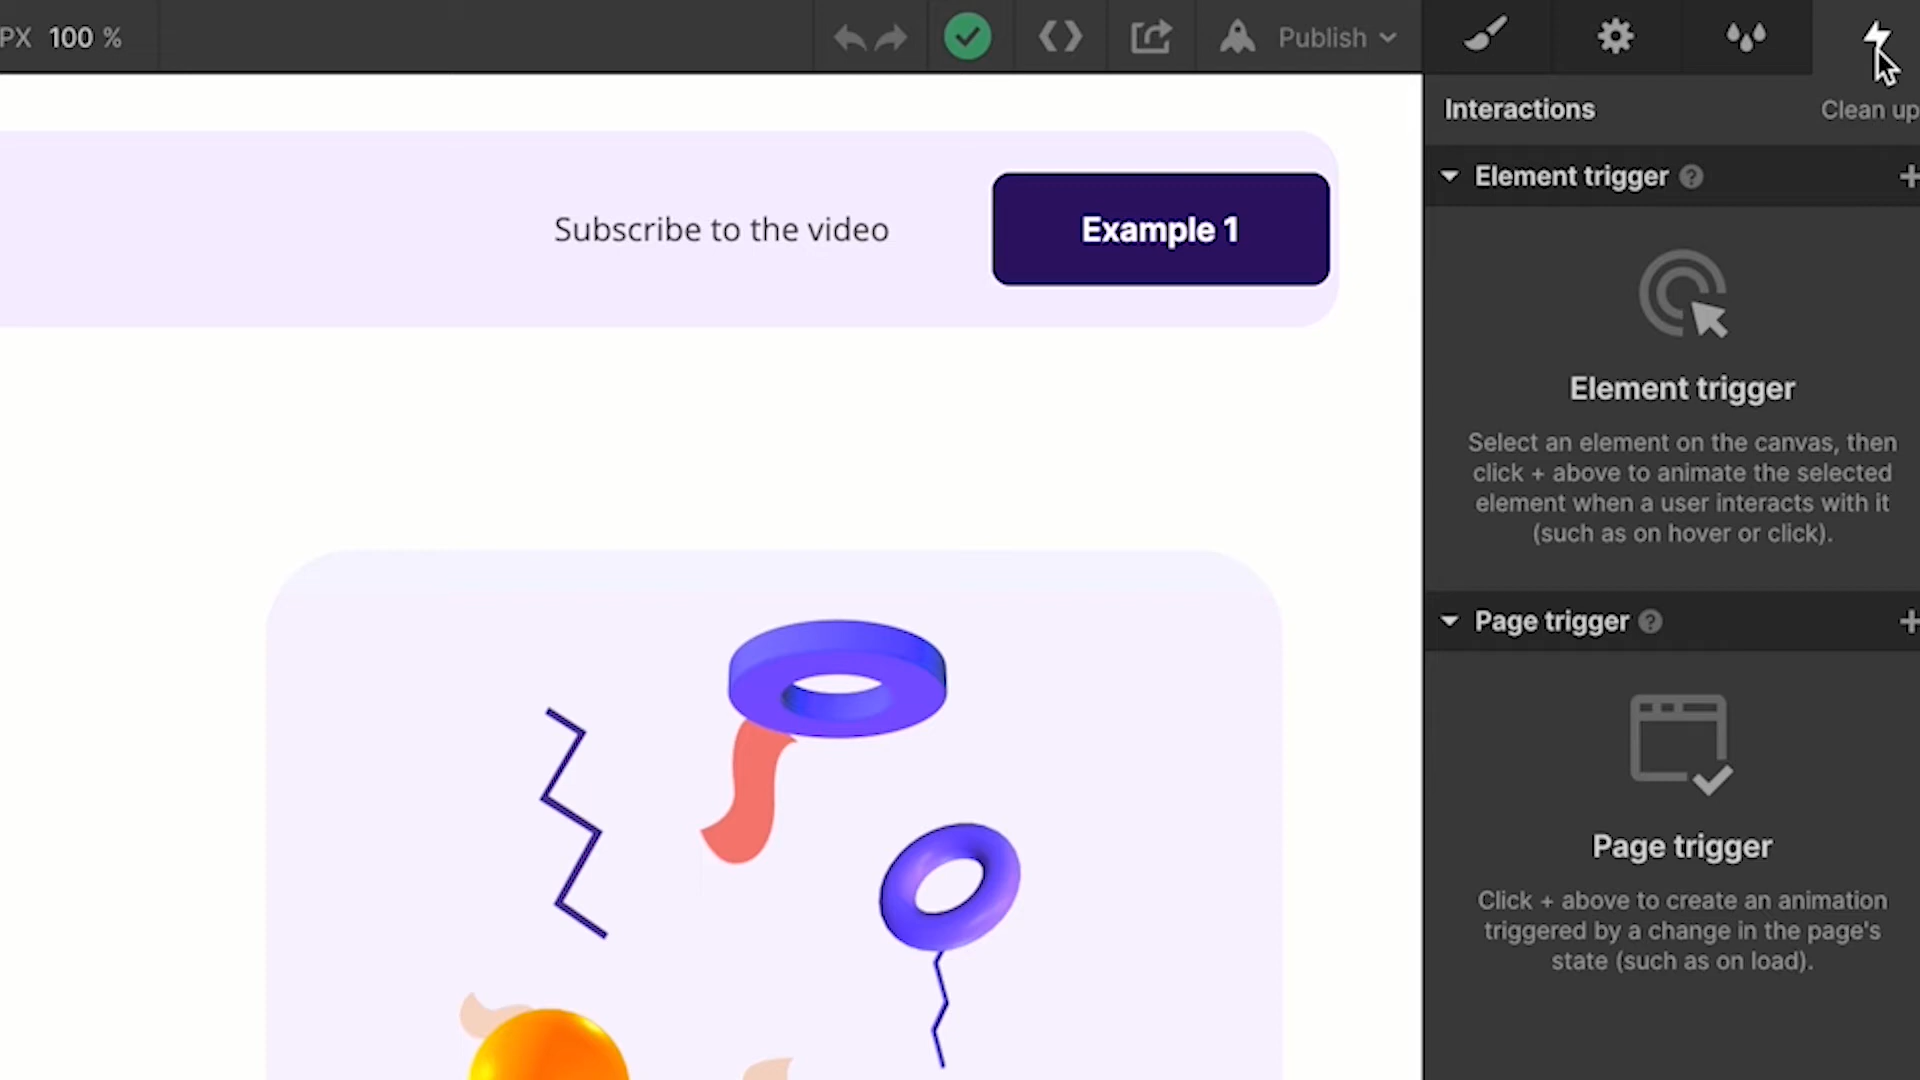 PX 100 %
Publish
Interactions
Clean up
Element trigger ?
Subscribe to the video
Example 1
Element trigger
Select an element on the canvas, then
click + above to animate the selected
element when a user interacts with it
(such as on hover or click).
Page trigger ?
Page trigger
Click + above to create an animation
triggered by a change in the page's
state (such as on load).